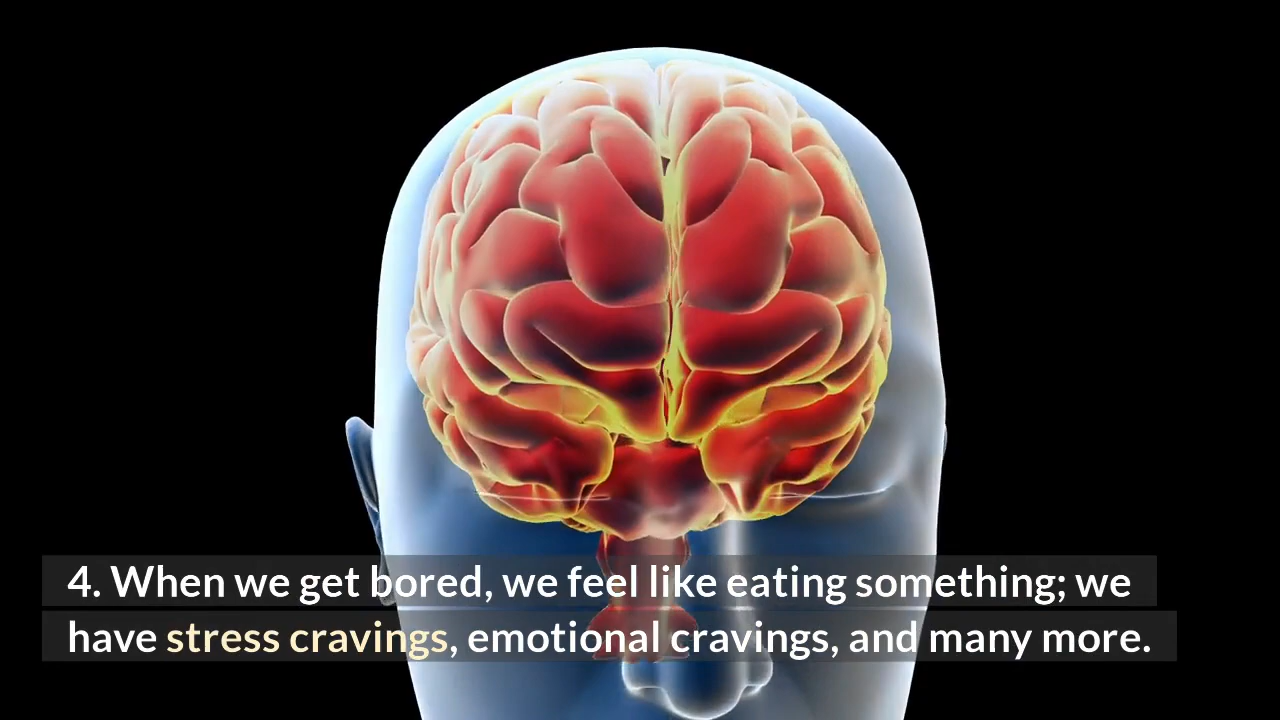 4. When we get bored, we feel like eating something; we
have stress cravings, emotional cravings, and many more.